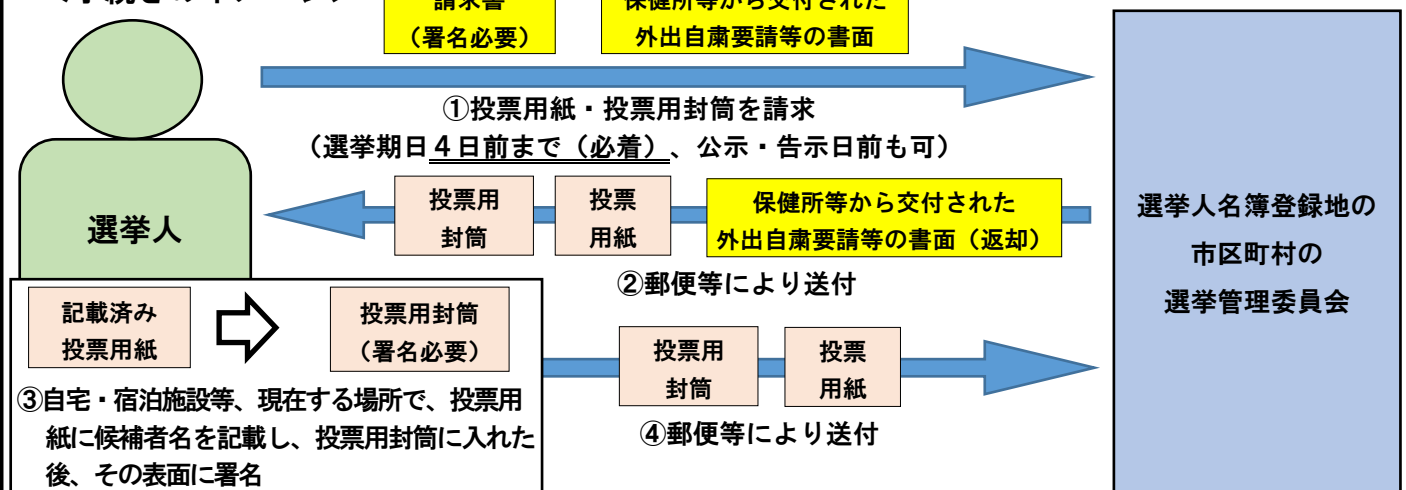 請求書
（署名必要）
保健所等から交付された
外出自粛要請等の書面
①投票用紙・投票用封筒を請求
（選挙期日４日前まで（必着）、公示・告示日前も可）
選挙人
投票用
封筒
投票
用紙
保健所等から交付された
外出自粛要請等の書面（返却）
②郵便等により送付
選挙人名簿登録地の
市区町村の
選挙管理委員会
記載済み
投票用紙
投票用封筒
（署名必要）
③自宅・宿泊施設等、現在する場所で、投票用
紙に候補者名を記載し、投票用封筒に入れた
後、その表面に署名
投票用
封筒
投票
用紙
④郵便等により送付